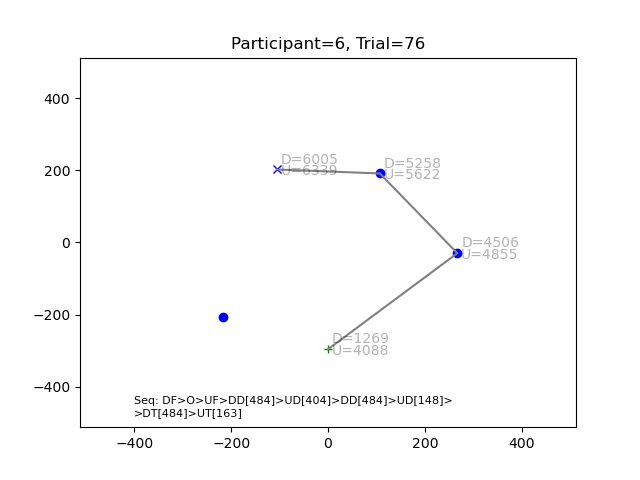 Participant=6, Trial=76
400
200
0
−200
−400
D=6005
U=6339
D=5258
U=5622
D=4506
U=4855
D=1269
U=4088
Seq: DF>O>UF>DD[484]>UD[404]>DD[484]>UD[148]>
>DT[484]>UT[163]
−400
−200
0
200
400